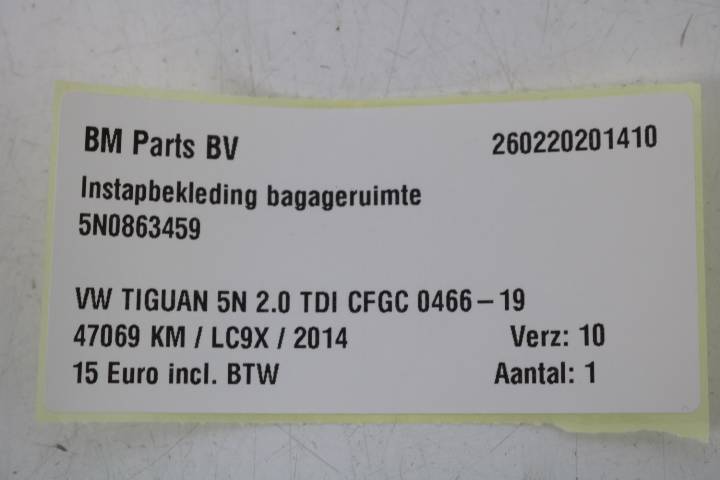 BM Parts BV 260220201410
Instapbekleding bagageruimte
5N0863459
VW TIGUAN 5N 2.0 TDI CFGC 0466 – 19
47069 KM / LC9X / 2014 Verz: 10
15 Euro incl. BTW Aantal: 1